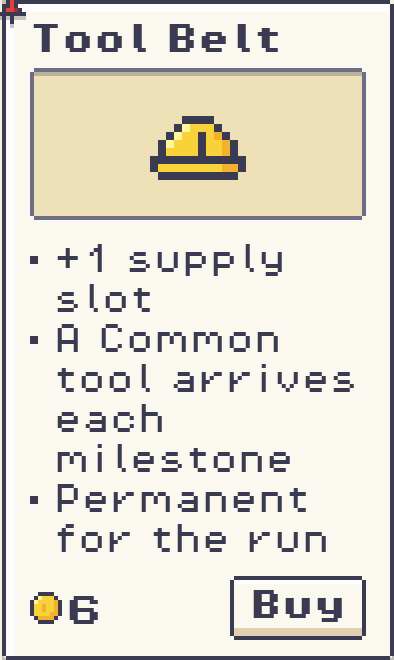 Tool Belt
• +1 supply
slot
• A Common
tool arrives
each
milestone
• Permanent
for the run
6
Buy